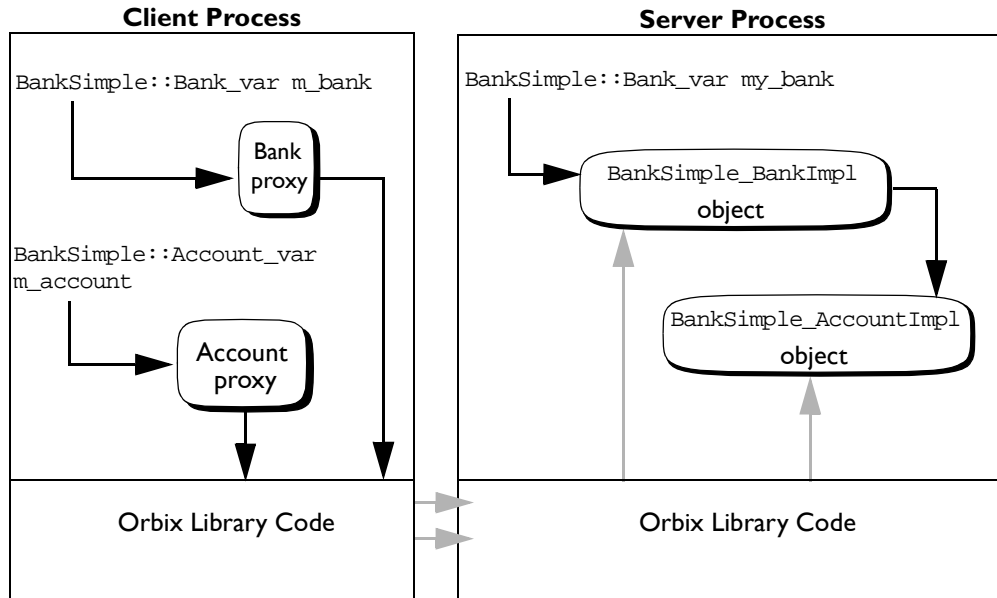 Client Process
BankSimple::Bank_var m_bank
Bank
proxy
BankSimple::Account_var
m_account
Account
proxy
Orbix Library Code
Server Process
BankSimple::Bank_var my_bank
BankSimple_BankImpl
object
BankSimple_AccountImpl
object
Orbix Library Code